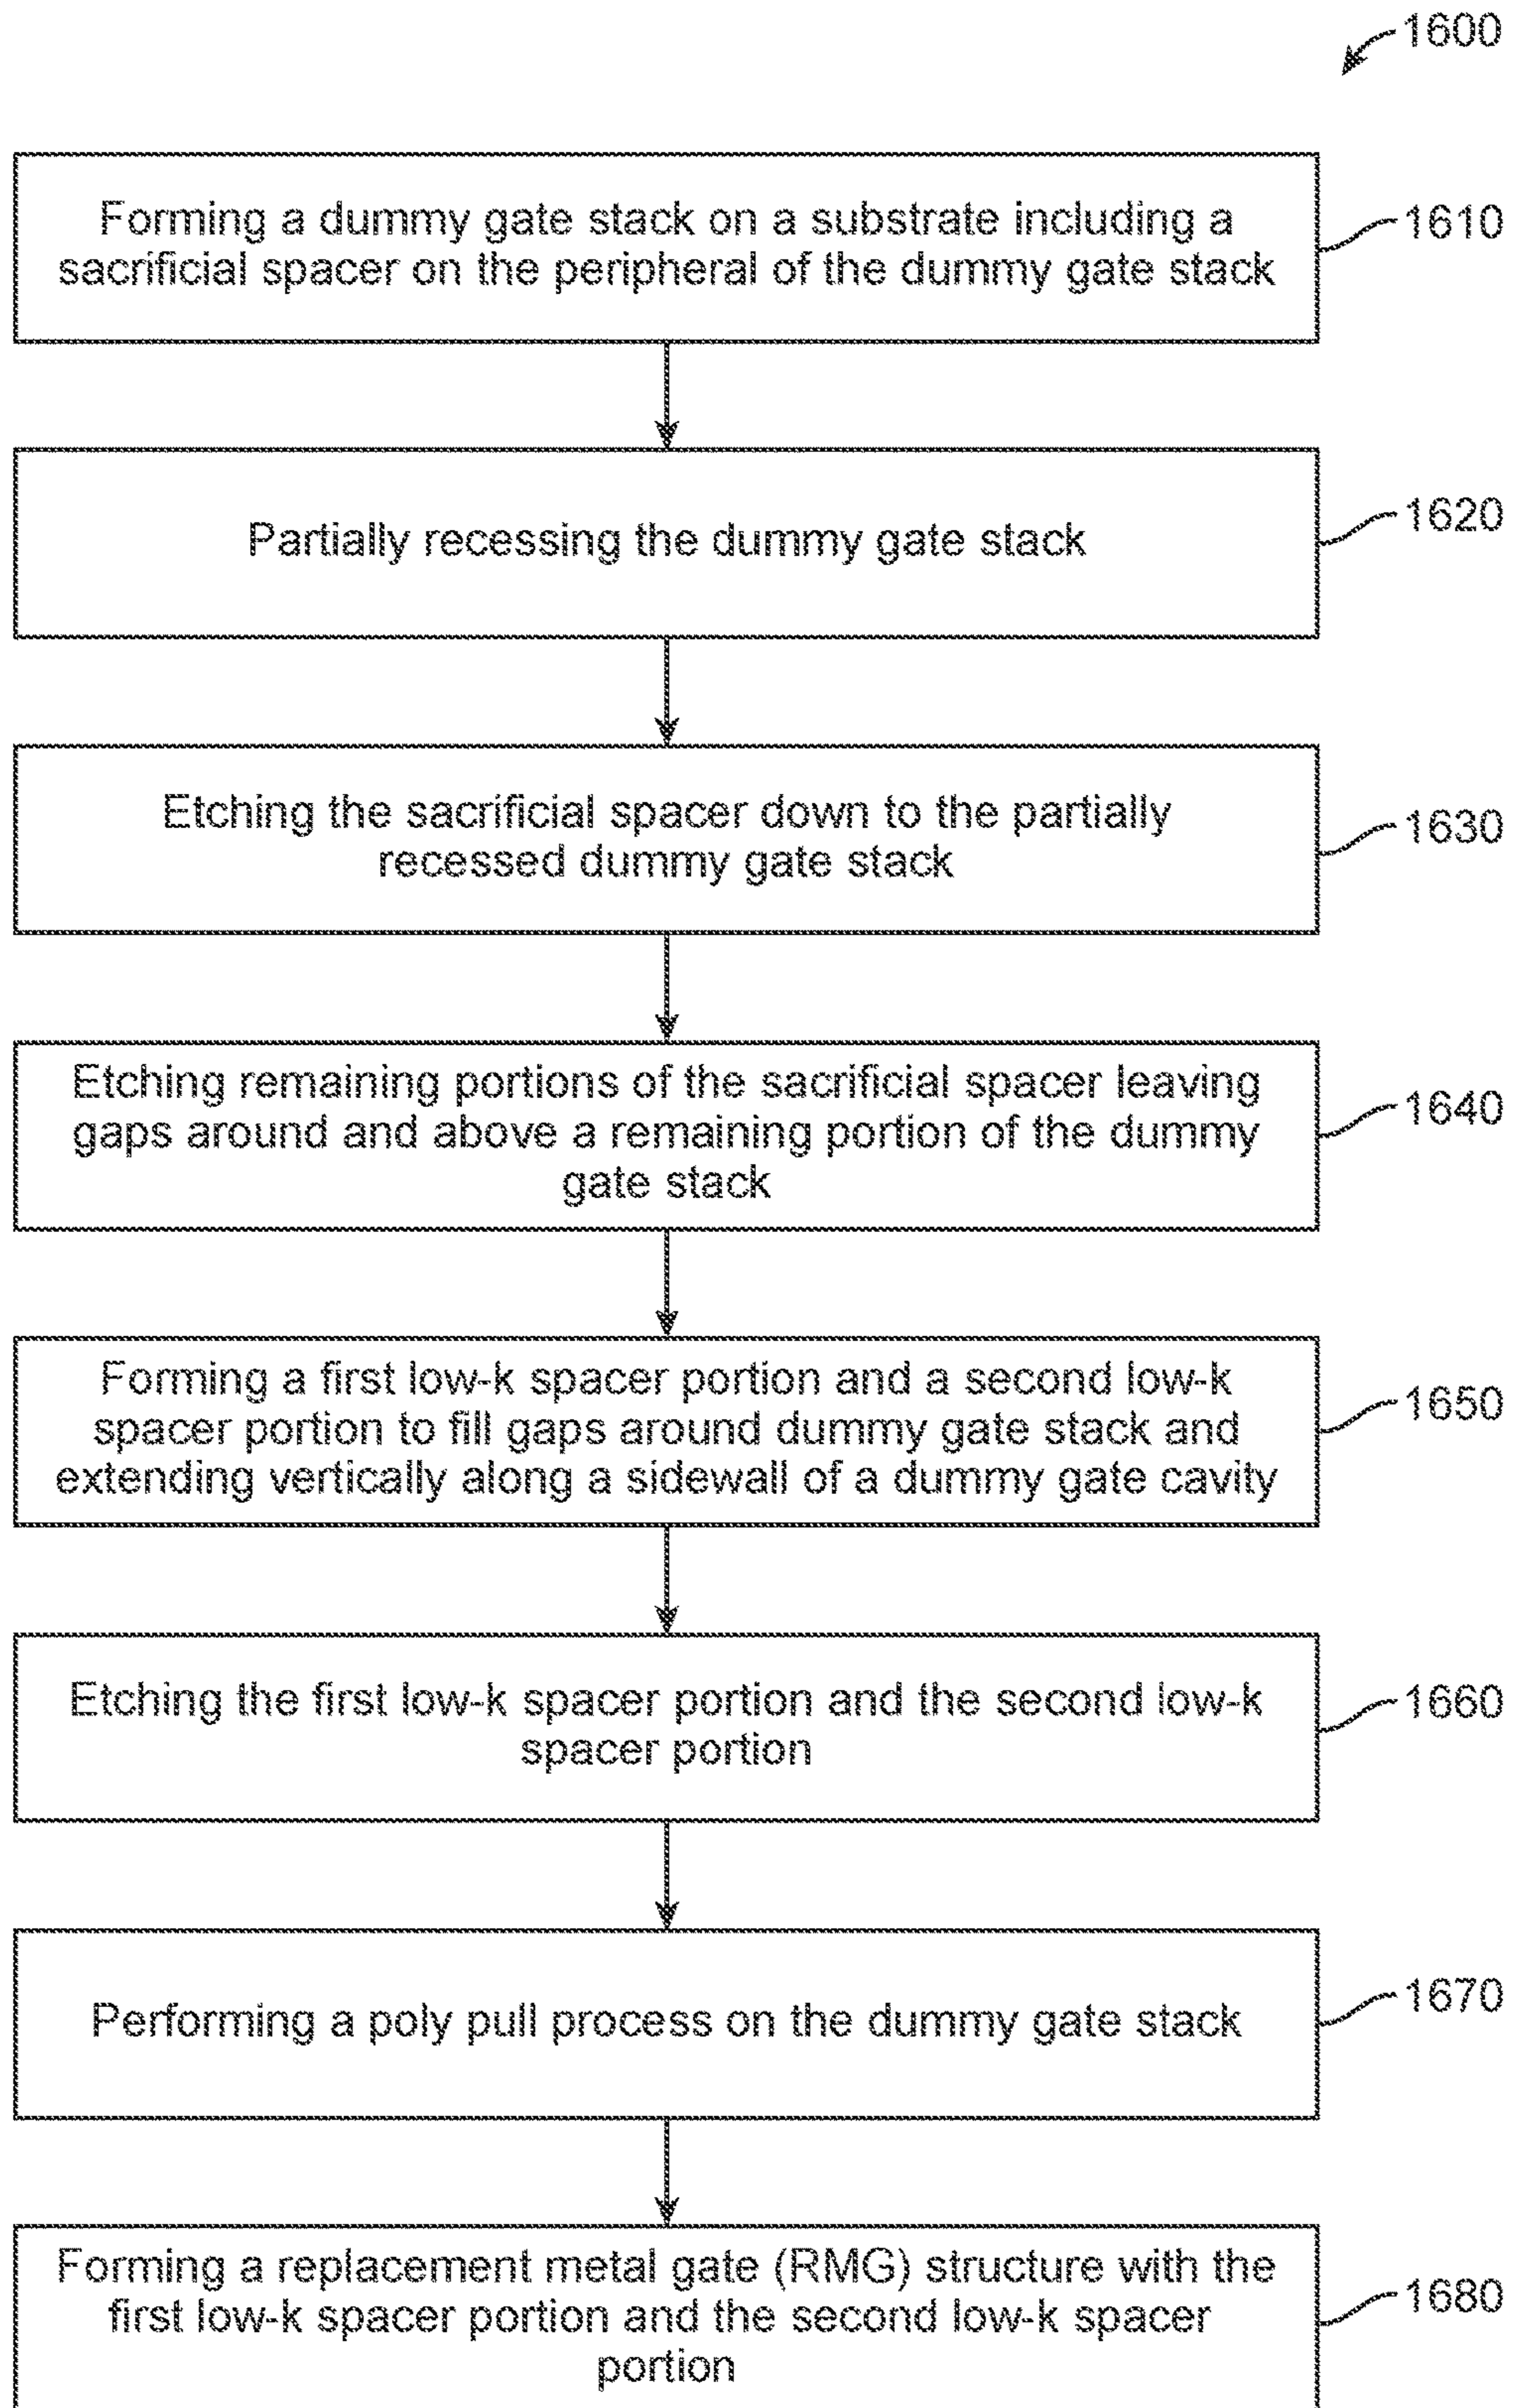 1600
Forming a dummy gate stack on a substrate including a
sacrificial spacer on the peripheral of the dummy gate stack
1610
Partially recessing the dummy gate stack
1620
Etching the sacrificial spacer down to the partially
recessed dummy gate stack
1630
Etching remaining portions of the sacrificial spacer leaving
gaps around and above a remaining portion of the dummy
gate stack
1640
Forming a first low-k spacer portion and a second low-k
spacer portion to fill gaps around dummy gate stack and
extending vertically along a sidewall of a dummy gate cavity
1650
Etching the first low-k spacer portion and the second low-k
spacer portion
1660
Performing a poly pull process on the dummy gate stack
1670
Forming a replacement metal gate (RMG) structure with the
first low-k spacer portion and the second low-k spacer
portion
1680